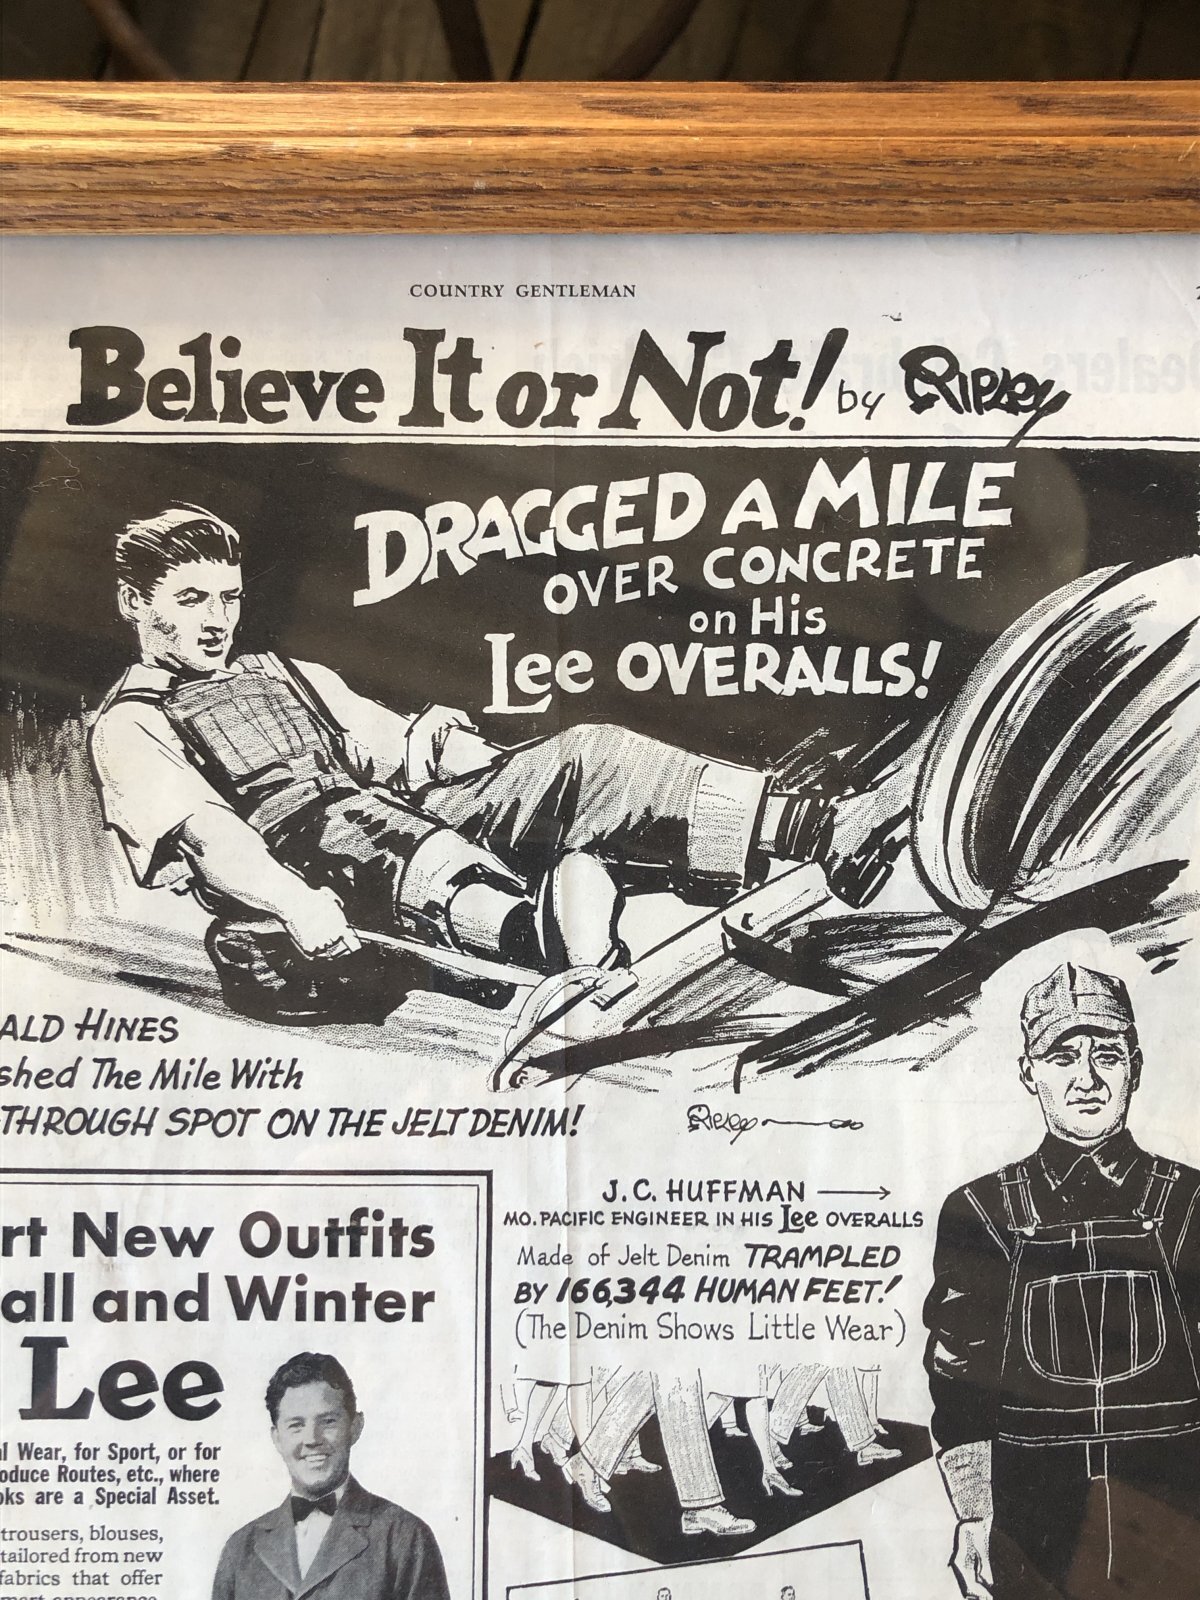 COUNTRY GENTLEMAN
Believe It or Not! by RIPLEY
DRAGGED A MILE
OVER CONCRETE
on His
Lee OVERALLS!
ALD HINES
shed The Mile With
THROUGH SPOT ON THE JELT DENIM!
Ripley
J. C. HUFFMAN
MO. PACIFIC ENGINEER IN HIS Lee OVERALLS
Made of Jelt Denim TRAMPLED
BY 166,344 HUMAN FEET!
(The Denim Shows Little Wear)
rt New Outfits
all and Winter
Lee
l Wear, for Sport, or for
oduce Routes, etc., where
oks are a Special Asset.
trousers, blouses,
tailored from new
fabrics that offer